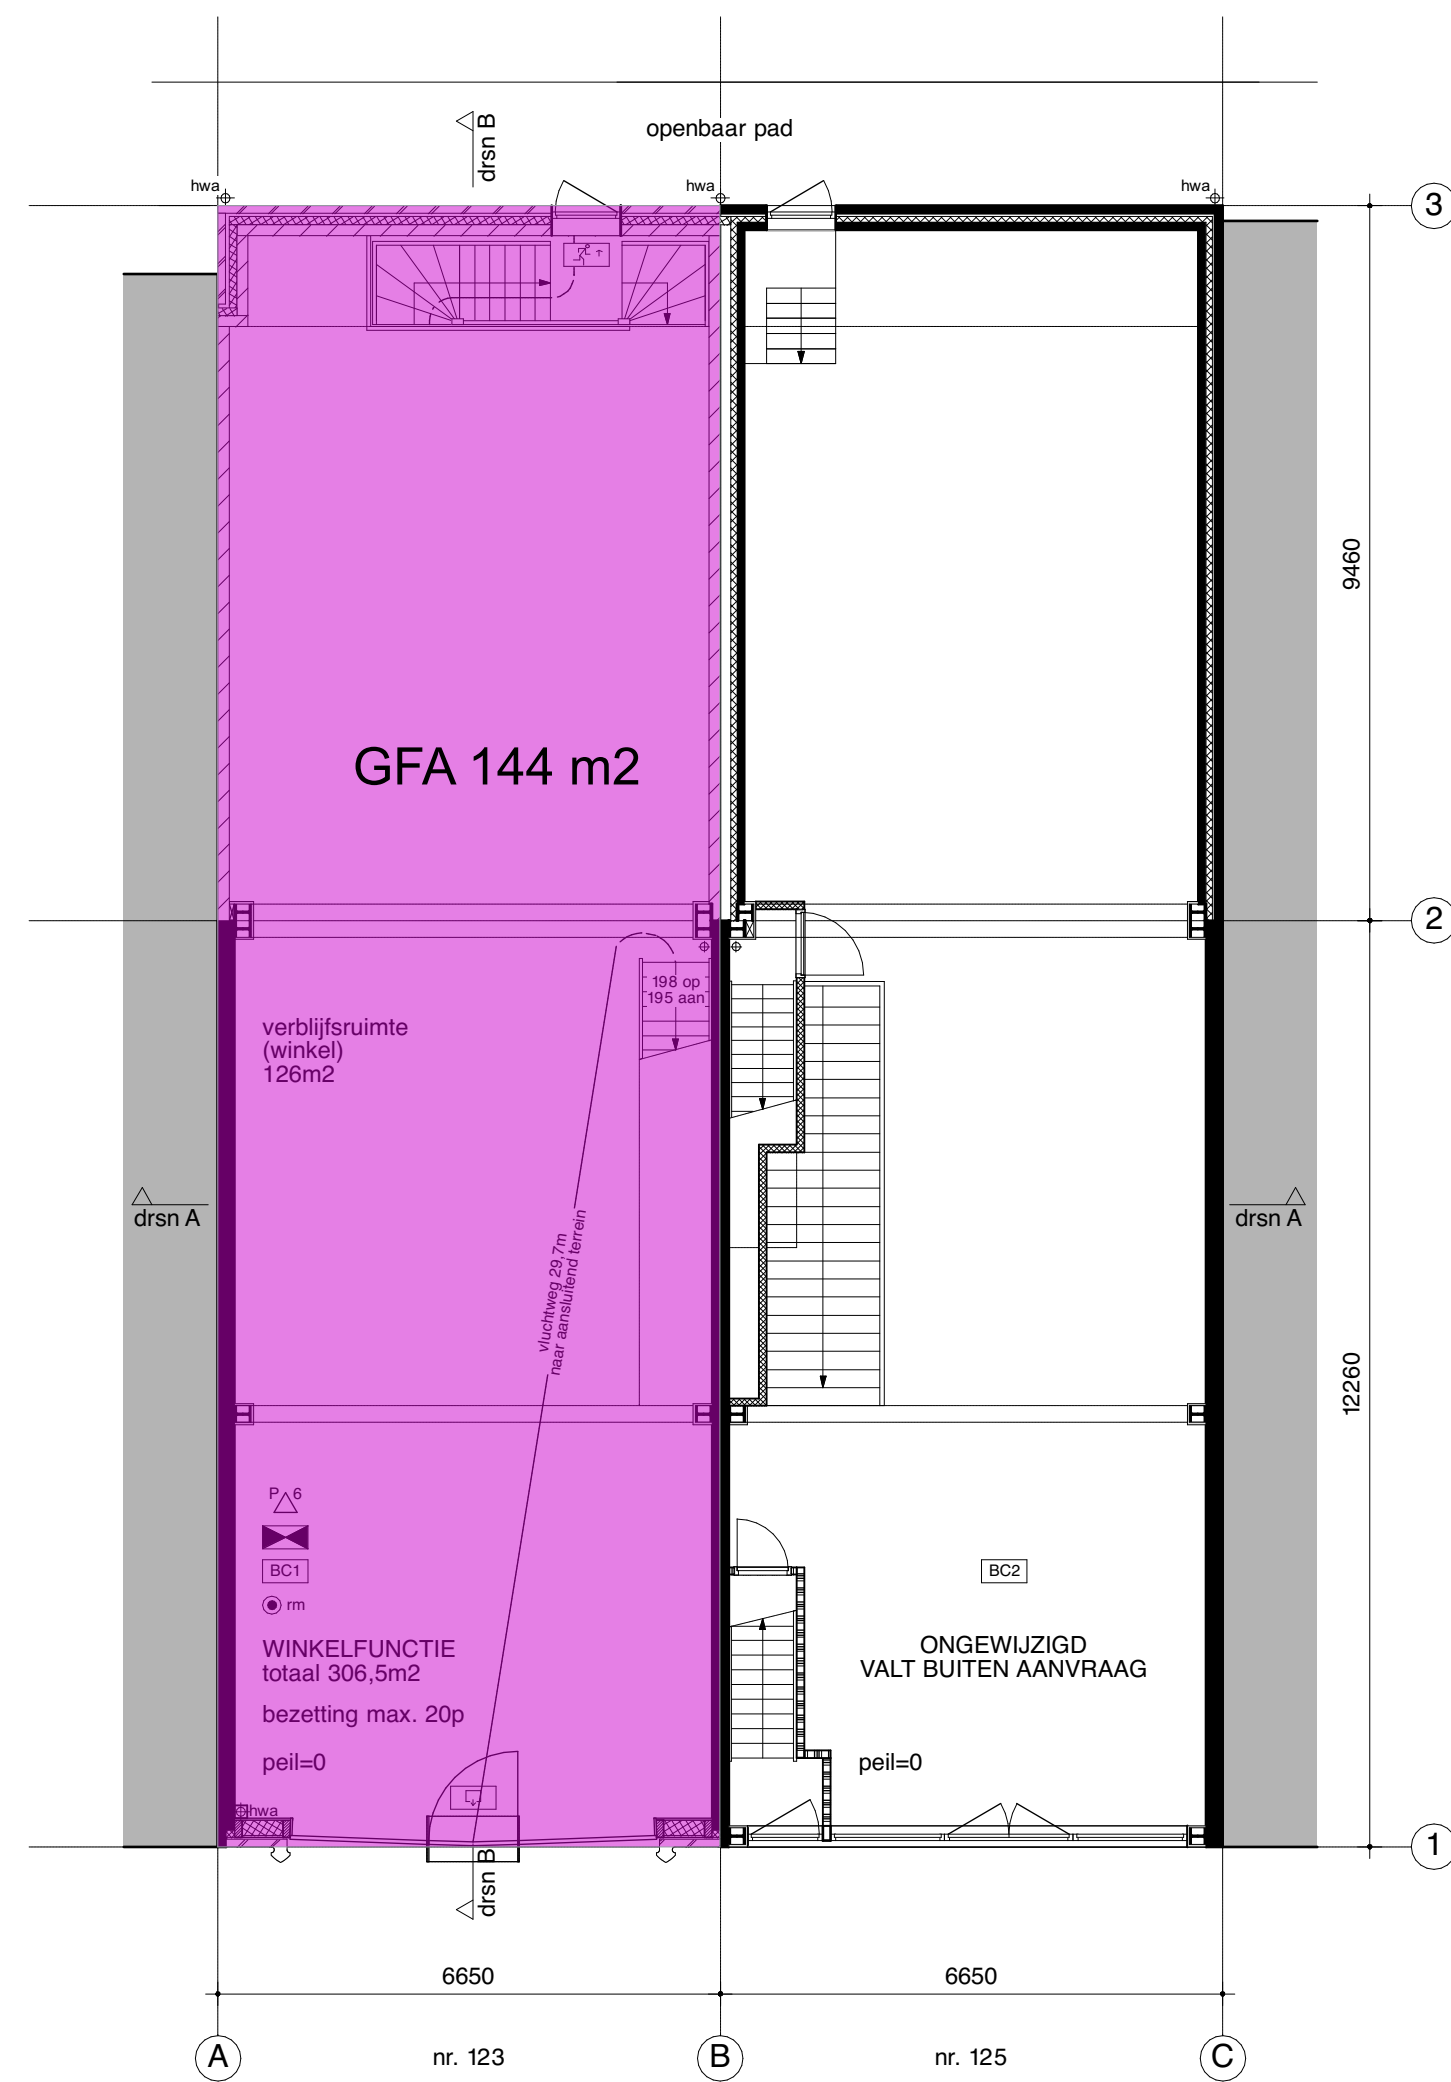 drsn B
openbaar pad
hwa
hwa
hwa
3
9460
GFA 144 m2
2
198 op
195 aan
verblijfsruimte
(winkel)
126m2
drsn A
drsn A
vluchtweg 29,7m
naar aansluitend terrein
12260
P 6
BC1
rm
BC2
WINKELFUNCTIE
totaal 306,5m2
bezetting max. 20p
peil=0
ONGEWIJZIGD
VALT BUITEN AANVRAAG
peil=0
hwa
1
drsn B
6650
6650
A
nr. 123
B
nr. 125
C